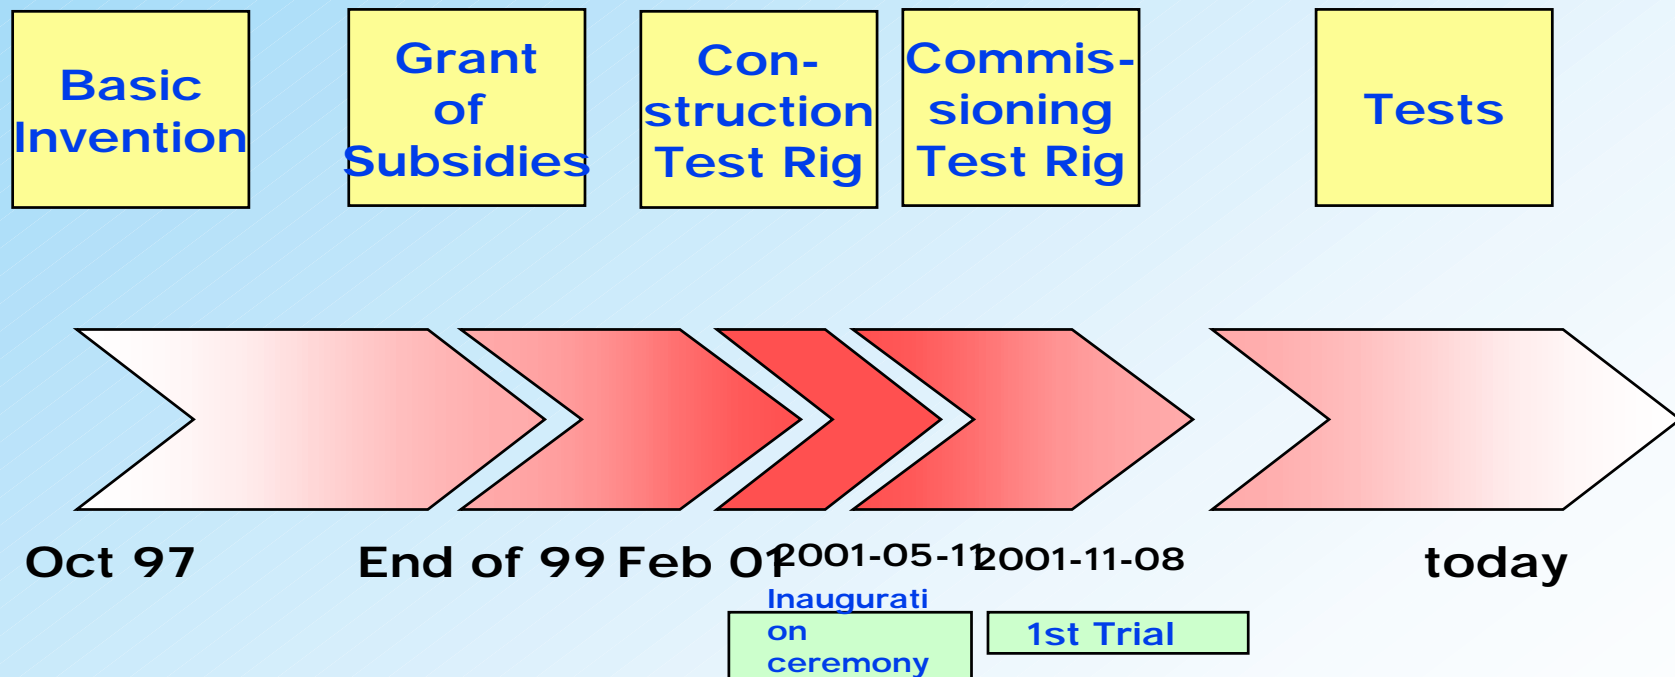 Basic
Invention
Grant
of
Subsidies
Con-
struction
Test Rig
Commis-
sioning
Test Rig
Tests
Oct 97
End of 99
Feb 01
2001-05-11
2001-11-08
today
Inaugurati
on
ceremony
1st Trial